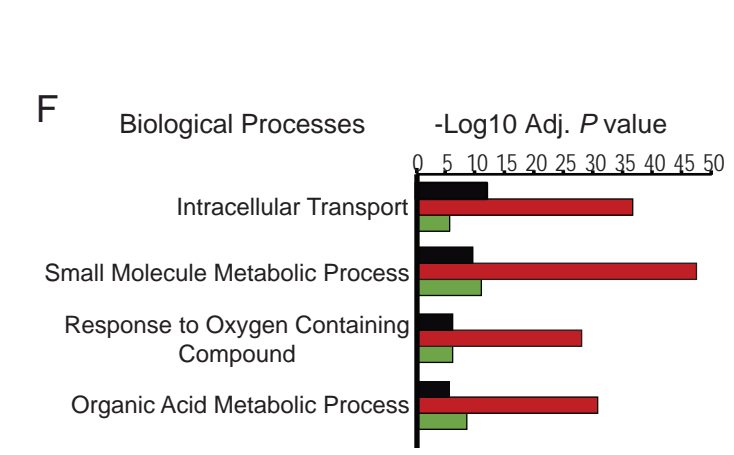 F
Biological Processes -Log10 Adj. P value
0 5 10 15 20 25 30 35 40 45 50
Intracellular Transport
Small Molecule Metabolic Process
Response to Oxygen Containing
Compound
Organic Acid Metabolic Process